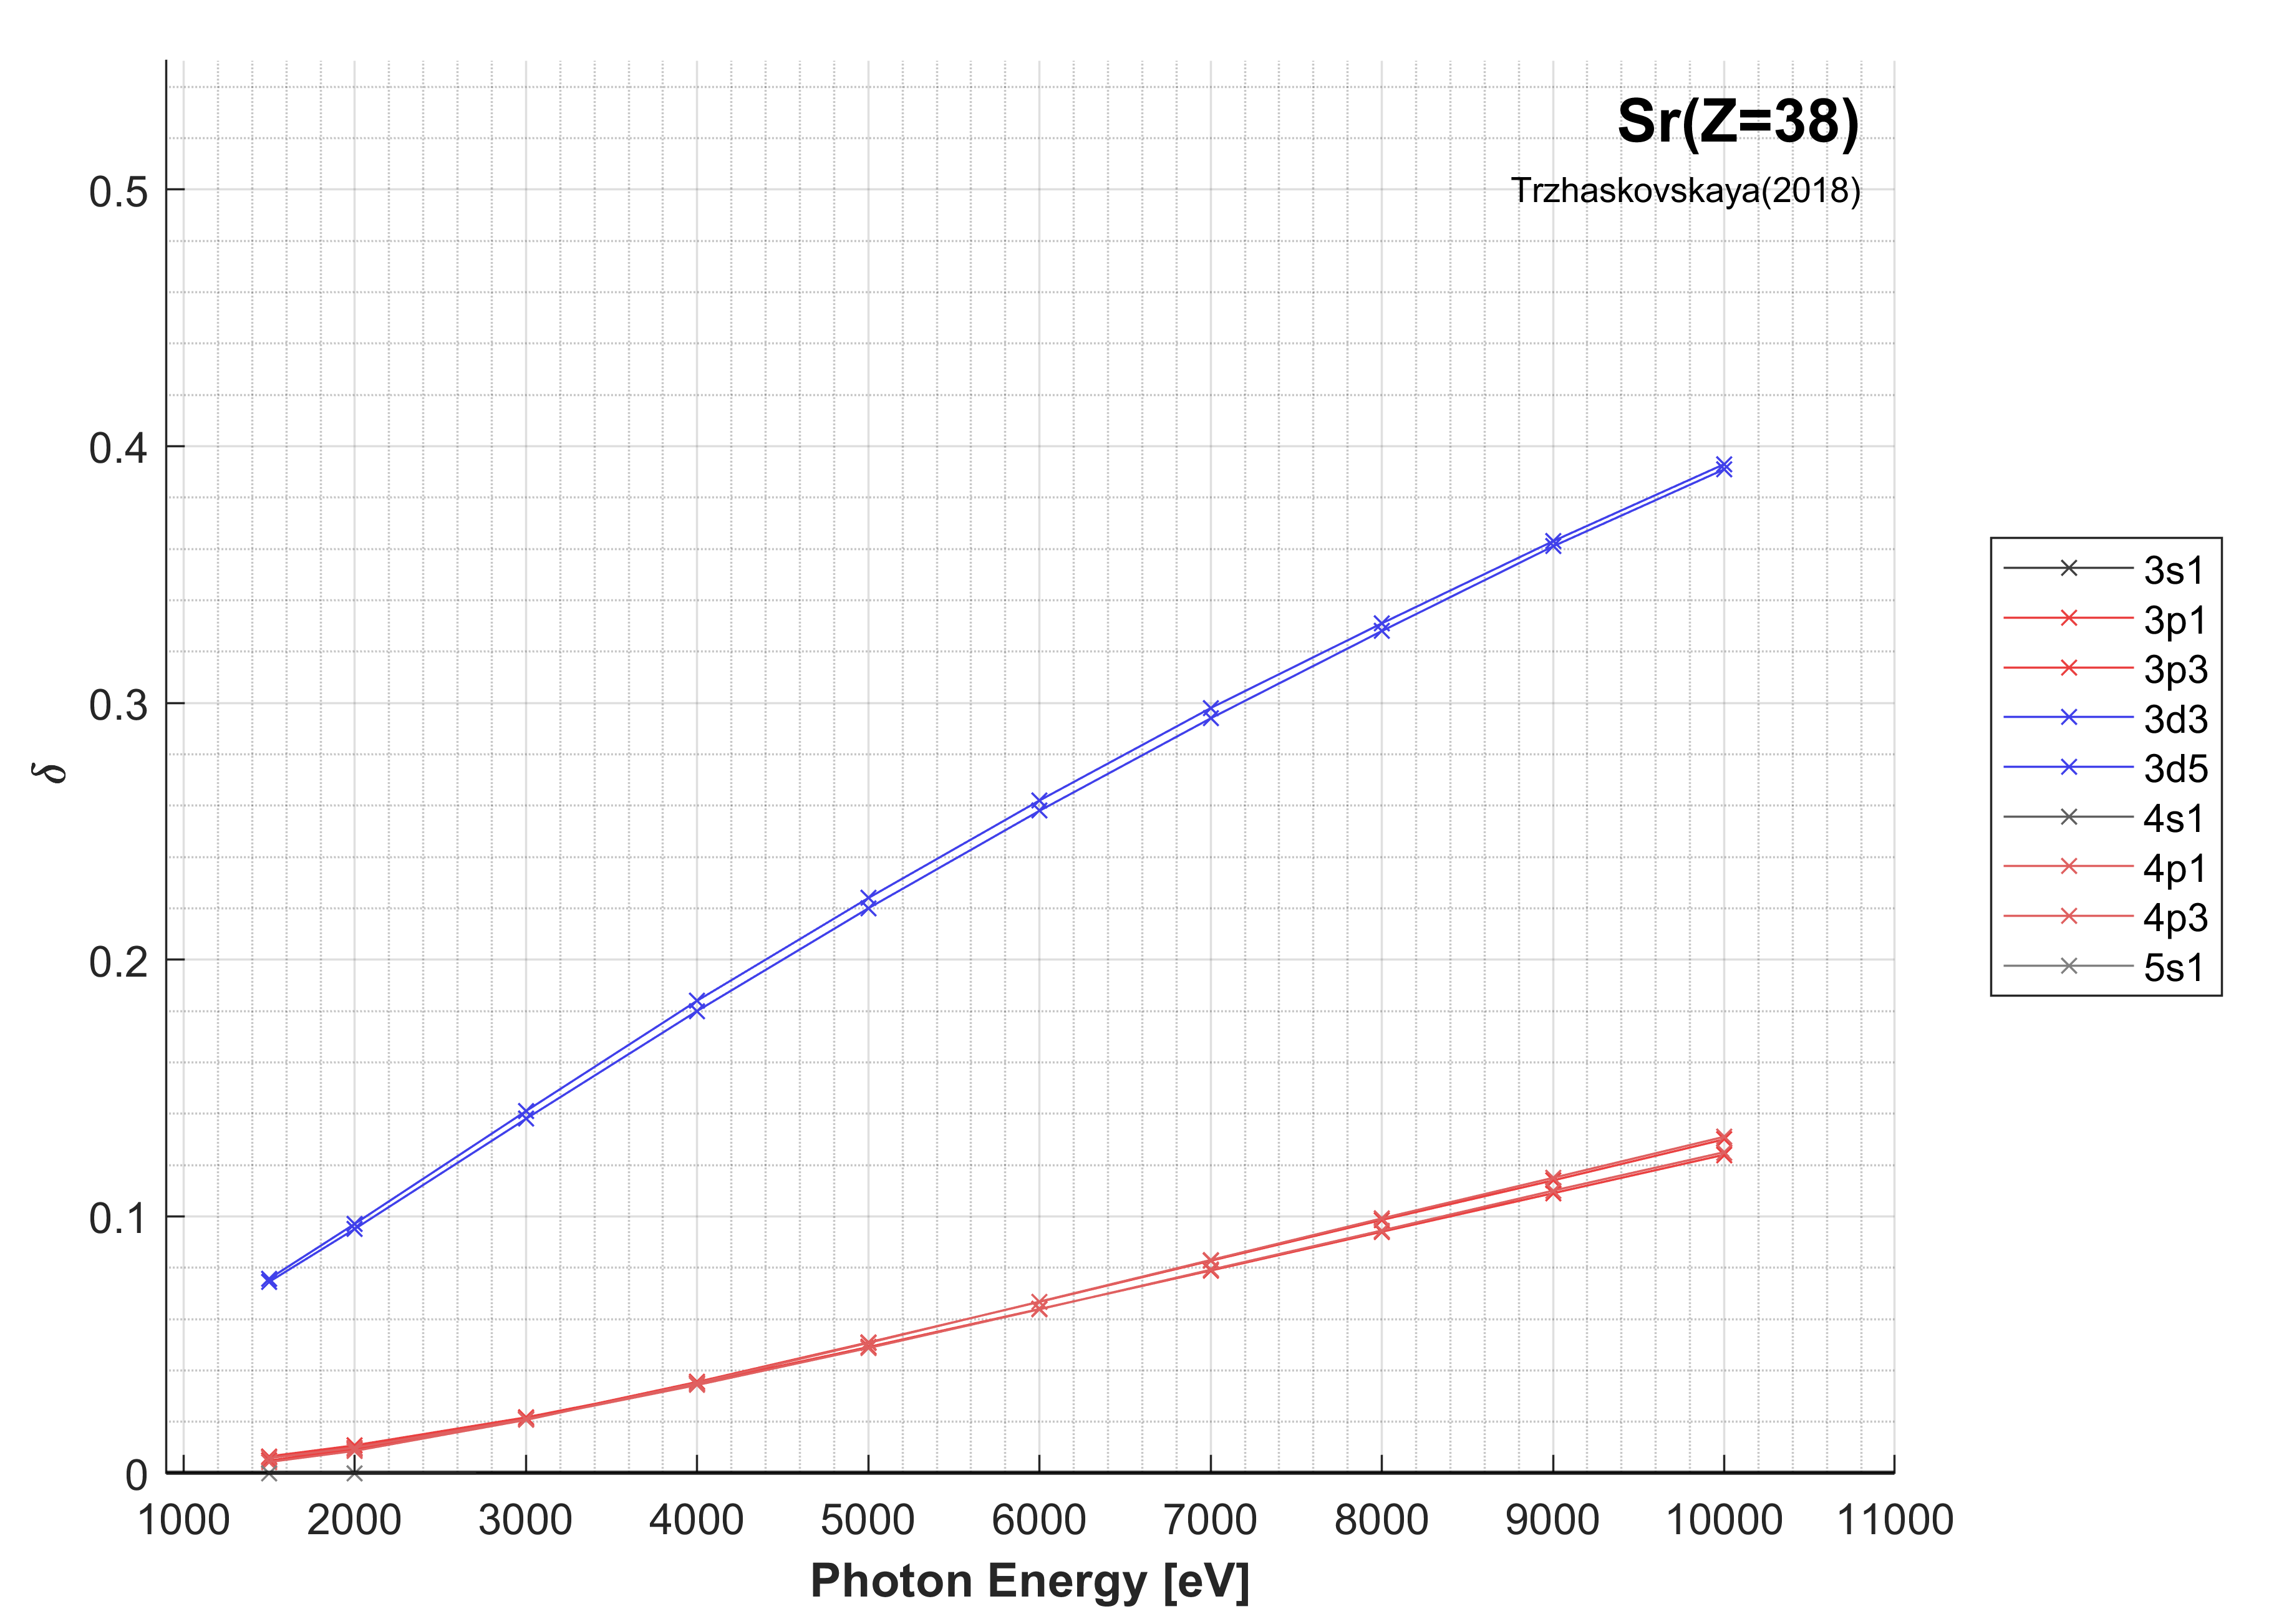 Sr(Z=38)
Trzhaskovskaya(2018)
δ
0.5
0.4
0.3
0.2
0.1
0
1000 2000 3000 4000 5000 6000 7000 8000 9000 10000 11000
Photon Energy [eV]
3s1
3p1
3p3
3d3
3d5
4s1
4p1
4p3
5s1